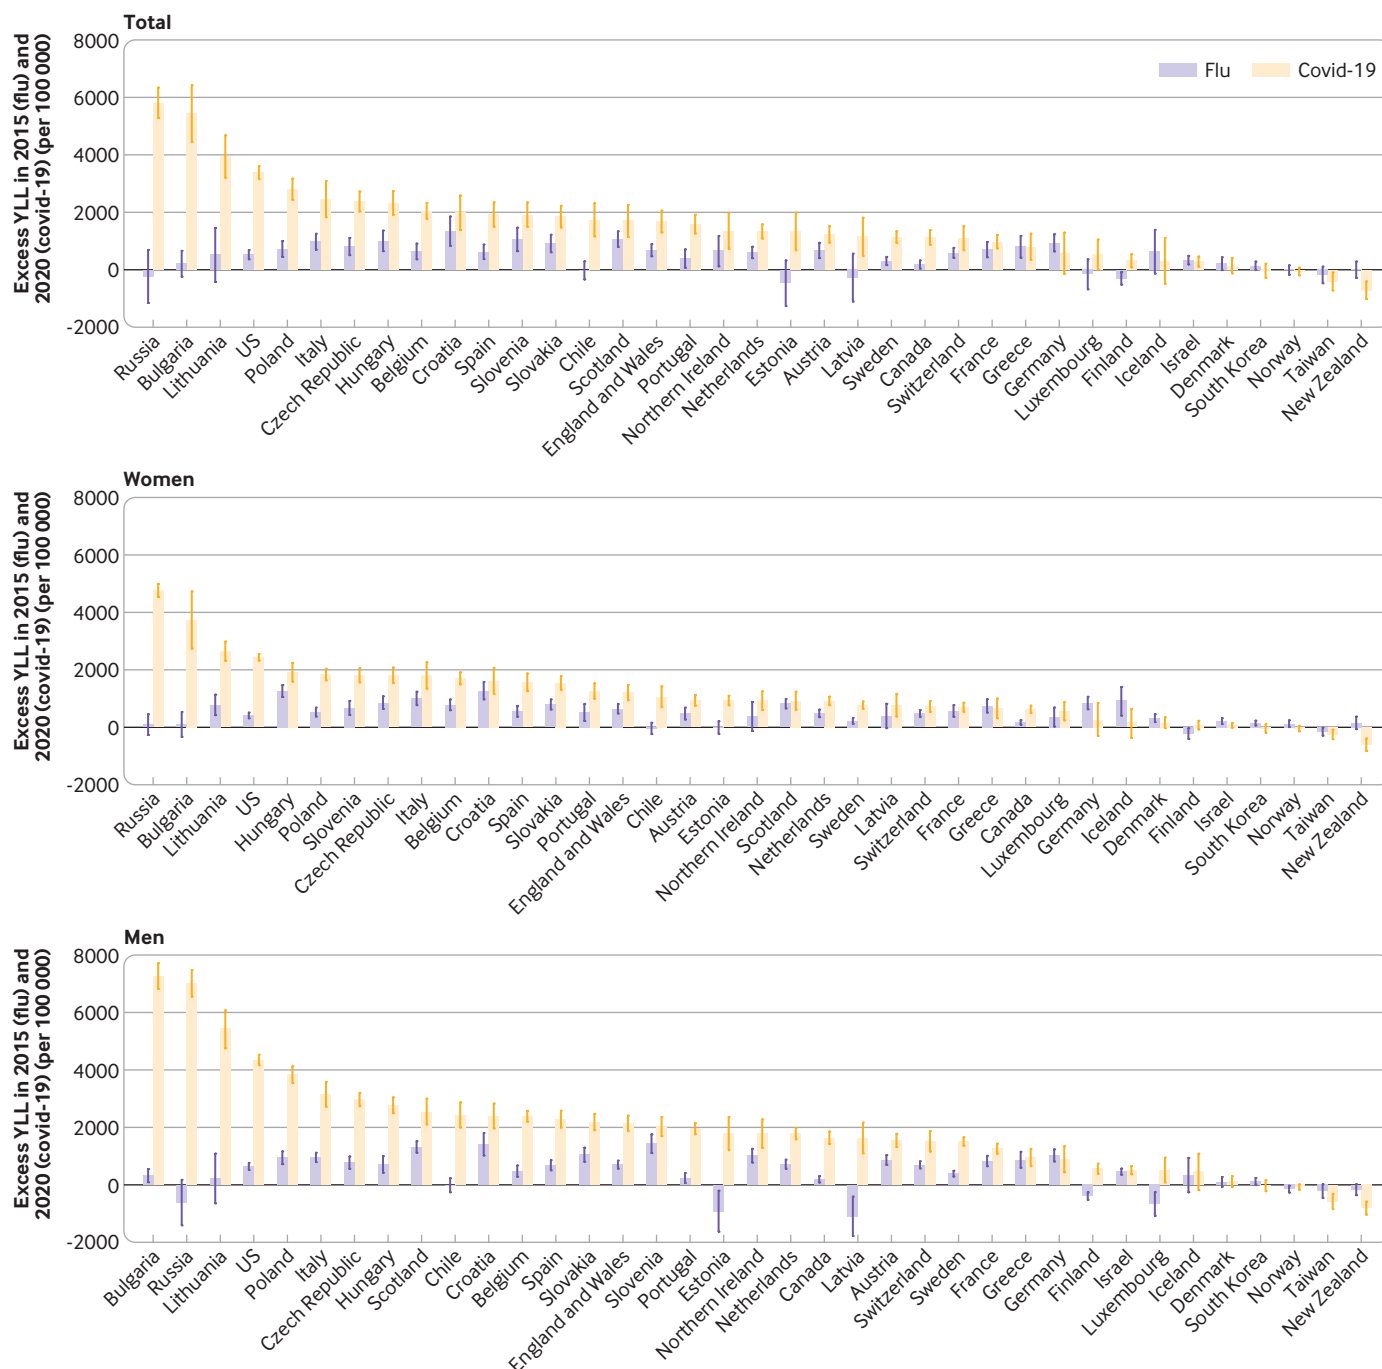 Total
Excess YLL in 2015 (flu) and
2020 (covid-19) (per 100 000)
8000
6000
4000
2000
0
-2000
Flu
Covid-19
Russia
Bulgaria
Lithuania
US
Poland
Italy
Czech Republic
Hungary
Belgium
Croatia
Spain
Slovenia
Slovakia
Chile
Scotland
England and Wales
Portugal
Northern Ireland
Netherlands
Estonia
Austria
Latvia
Sweden
Canada
Switzerland
France
Greece
Germany
Luxembourg
Finland
Iceland
Israel
Denmark
South Korea
Norway
Taiwan
New Zealand
Women
Excess YLL in 2015 (flu) and
2020 (covid-19) (per 100 000)
8000
6000
4000
2000
0
-2000
Russia
Bulgaria
Lithuania
US
Hungary
Poland
Slovenia
Czech Republic
Italy
Belgium
Croatia
Spain
Slovakia
Portugal
England and Wales
Chile
Austria
Estonia
Northern Ireland
Scotland
Netherlands
Sweden
Latvia
Switzerland
France
Greece
Canada
Luxembourg
Germany
Iceland
Denmark
Finland
Israel
South Korea
Norway
Taiwan
New Zealand
Men
Excess YLL in 2015 (flu) and
2020 (covid-19) (per 100 000)
8000
6000
4000
2000
0
-2000
Bulgaria
Russia
Lithuania
US
Poland
Italy
Czech Republic
Hungary
Scotland
Chile
Croatia
Belgium
Spain
Slovakia
England and Wales
Slovenia
Portugal
Estonia
Northern Ireland
Netherlands
Canada
Latvia
Austria
Switzerland
Sweden
France
Greece
Germany
Finland
Israel
Luxembourg
Iceland
Denmark
South Korea
Norway
Taiwan
New Zealand